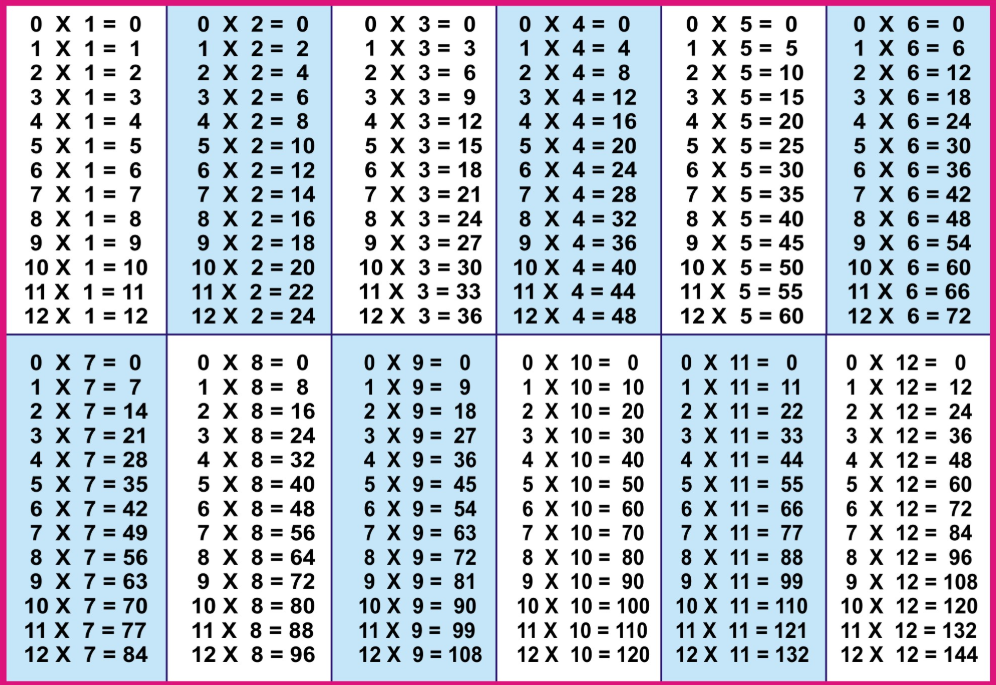 0 X 1 = 0
1 X 1 = 1
2 X 1 = 2
3 X 1 = 3
4 X 1 = 4
5 X 1 = 5
6 X 1 = 6
7 X 1 = 7
8 X 1 = 8
9 X 1 = 9
10 X 1 = 10
11 X 1 = 11
12 X 1 = 12
0 X 2 = 0
1 X 2 = 2
2 X 2 = 4
3 X 2 = 6
4 X 2 = 8
5 X 2 = 10
6 X 2 = 12
7 X 2 = 14
8 X 2 = 16
9 X 2 = 18
10 X 2 = 20
11 X 2 = 22
12 X 2 = 24
0 X 3 = 0
1 X 3 = 3
2 X 3 = 6
3 X 3 = 9
4 X 3 = 12
5 X 3 = 15
6 X 3 = 18
7 X 3 = 21
8 X 3 = 24
9 X 3 = 27
10 X 3 = 30
11 X 3 = 33
12 X 3 = 36
0 X 4 = 0
1 X 4 = 4
2 X 4 = 8
3 X 4 = 12
4 X 4 = 16
5 X 4 = 20
6 X 4 = 24
7 X 4 = 28
8 X 4 = 32
9 X 4 = 36
10 X 4 = 40
11 X 4 = 44
12 X 4 = 48
0 X 5 = 0
1 X 5 = 5
2 X 5 = 10
3 X 5 = 15
4 X 5 = 20
5 X 5 = 25
6 X 5 = 30
7 X 5 = 35
8 X 5 = 40
9 X 5 = 45
10 X 5 = 50
11 X 5 = 55
12 X 5 = 60
0 X 6 = 0
1 X 6 = 6
2 X 6 = 12
3 X 6 = 18
4 X 6 = 24
5 X 6 = 30
6 X 6 = 36
7 X 6 = 42
8 X 6 = 48
9 X 6 = 54
10 X 6 = 60
11 X 6 = 66
12 X 6 = 72
0 X 7 = 0
1 X 7 = 7
2 X 7 = 14
3 X 7 = 21
4 X 7 = 28
5 X 7 = 35
6 X 7 = 42
7 X 7 = 49
8 X 7 = 56
9 X 7 = 63
10 X 7 = 70
11 X 7 = 77
12 X 7 = 84
0 X 8 = 0
1 X 8 = 8
2 X 8 = 16
3 X 8 = 24
4 X 8 = 32
5 X 8 = 40
6 X 8 = 48
7 X 8 = 56
8 X 8 = 64
9 X 8 = 72
10 X 8 = 80
11 X 8 = 88
12 X 8 = 96
0 X 9 = 0
1 X 9 = 9
2 X 9 = 18
3 X 9 = 27
4 X 9 = 36
5 X 9 = 45
6 X 9 = 54
7 X 9 = 63
8 X 9 = 72
9 X 9 = 81
10 X 9 = 90
11 X 9 = 99
12 X 9 = 108
0 X 10 = 0
1 X 10 = 10
2 X 10 = 20
3 X 10 = 30
4 X 10 = 40
5 X 10 = 50
6 X 10 = 60
7 X 10 = 70
8 X 10 = 80
9 X 10 = 90
10 X 10 = 100
11 X 10 = 110
12 X 10 = 120
0 X 11 = 0
1 X 11 = 11
2 X 11 = 22
3 X 11 = 33
4 X 11 = 44
5 X 11 = 55
6 X 11 = 66
7 X 11 = 77
8 X 11 = 88
9 X 11 = 99
10 X 11 = 110
11 X 11 = 121
12 X 11 = 132
0 X 12 = 0
1 X 12 = 12
2 X 12 = 24
3 X 12 = 36
4 X 12 = 48
5 X 12 = 60
6 X 12 = 72
7 X 12 = 84
8 X 12 = 96
9 X 12 = 108
10 X 12 = 120
11 X 12 = 132
12 X 12 = 144